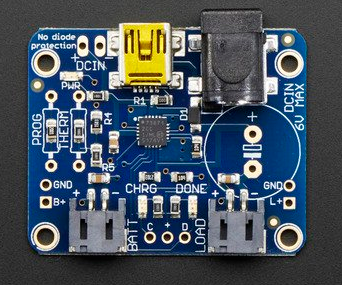 No diode
protection
DCIN
PWR
R1
DCIN
6V MAX
PROG
THERM
R4
R5
GND
B+
CHRG
DONE
GND
L+
BATT
C + D
LOAD